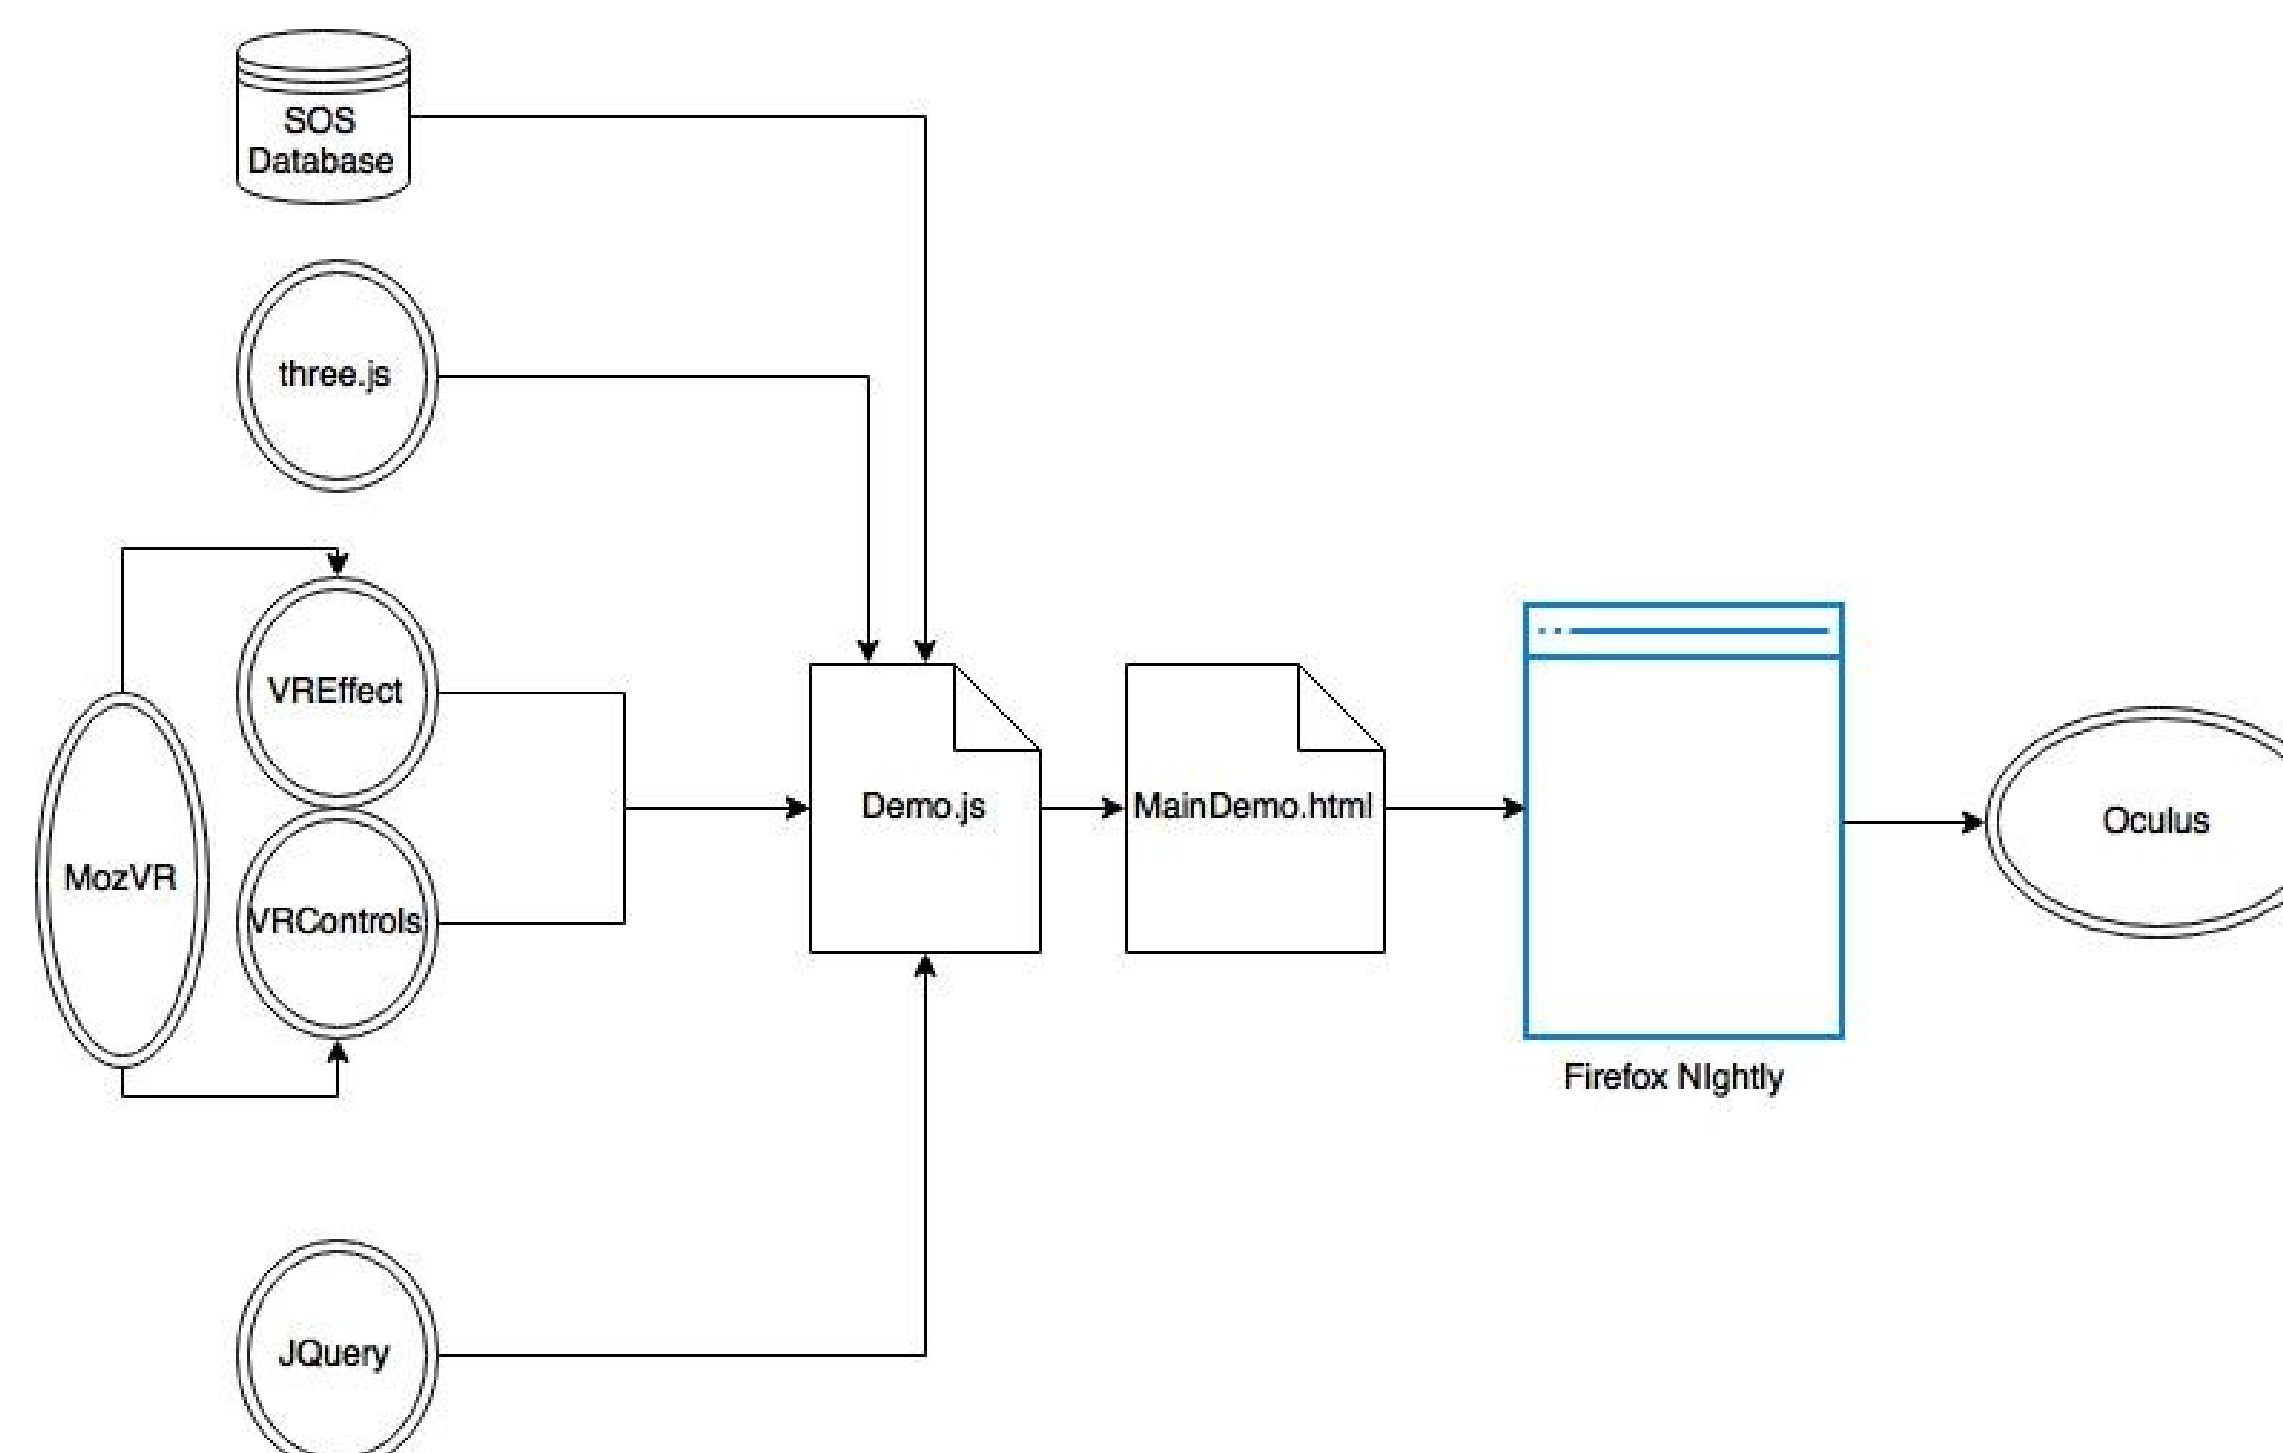 SOS
Database
three.js
VREffect
MozVR
VRControls
Demo.js
MainDemo.html
Oculus
Firefox NIghtly
JQuery